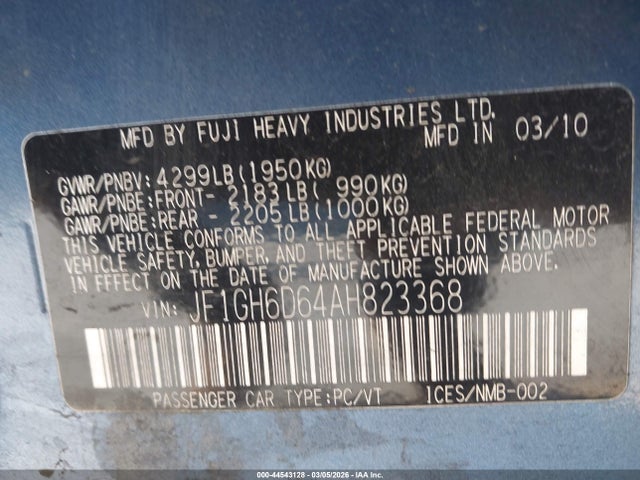 MFD BY FUJI HEAVY INDUSTRIES LTD.
MFD IN 03/10
GVWR/PNBV: 4299LB(1950KG)
GAWR/PNBE:FRONT- 2183LB( 990KG)
GAWR/PNBE:REAR - 2205LB(1000KG)
THIS VEHICLE CONFORMS TO ALL APPLICABLE FEDERAL MOTOR
VEHICLE SAFETY, BUMPER, AND THEFT PREVENTION STANDARDS
IN EFFECT ON THE DATE OF MANUFACTURE SHOWN ABOVE.
VIN: JF1GH6D64AH823368
PASSENGER CAR TYPE:PC/VT ICES/NMB-002
000-44543128 - 03/05/2026 - IAA Inc.